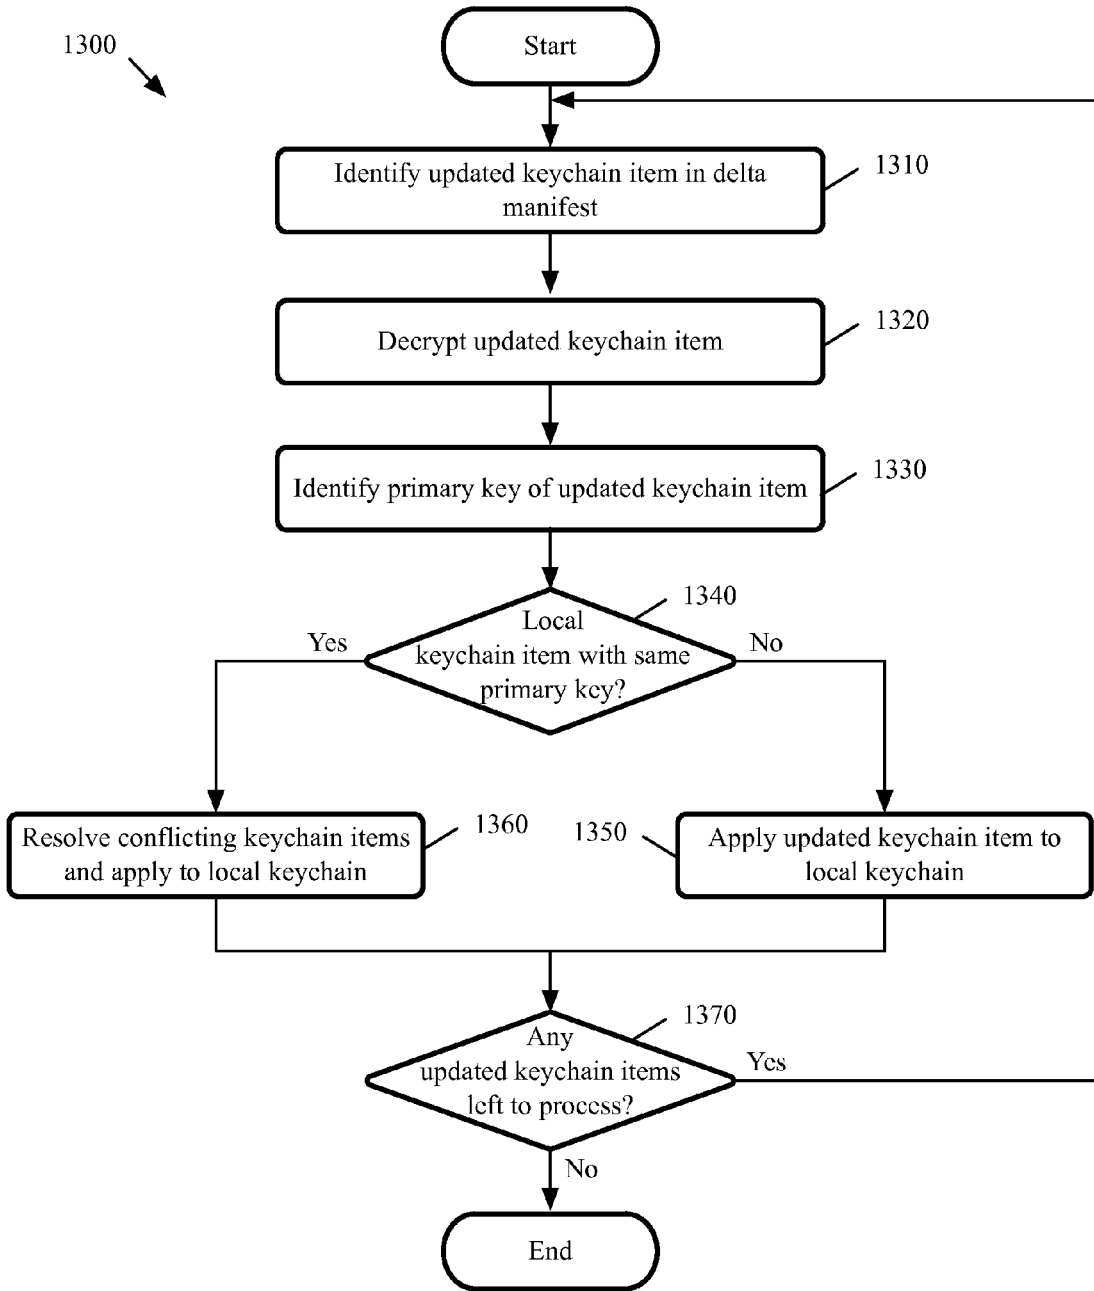 1300
Start
Identify updated keychain item in delta
manifest
1310
Decrypt updated keychain item
1320
Identify primary key of updated keychain item
1330
Local
keychain item with same
primary key?
1340
Yes
No
Resolve conflicting keychain items
and apply to local keychain
1360
1350
Apply updated keychain item to
local keychain
Any
updated keychain items
left to process?
1370
Yes
No
End